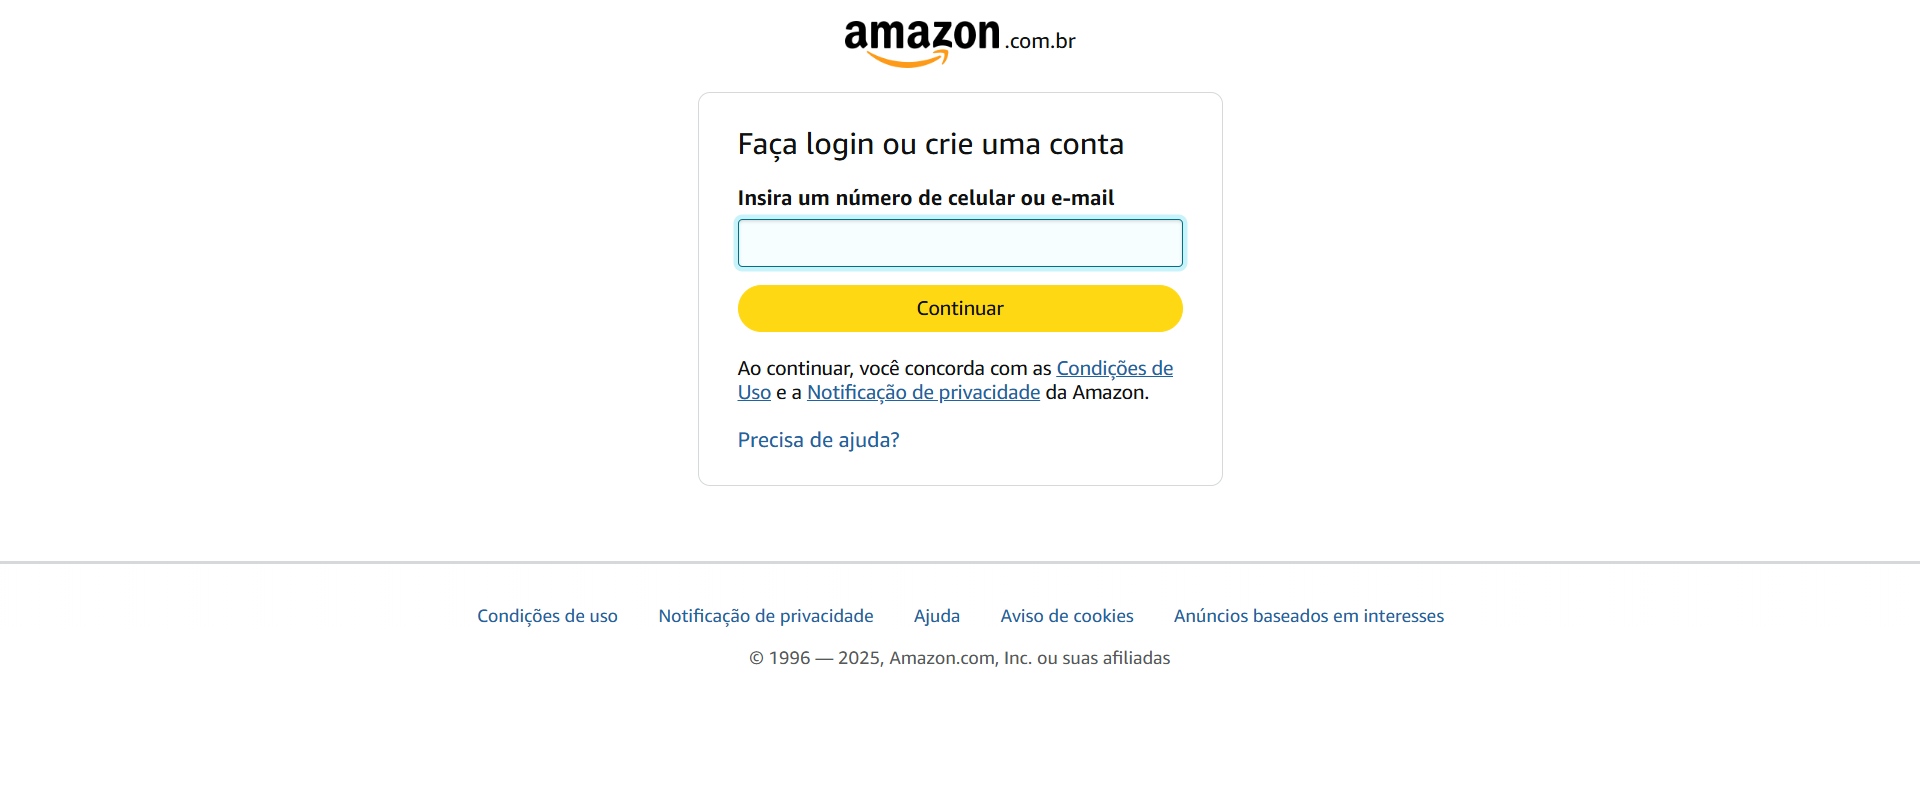 amazon.com.br
Faça login ou crie uma conta
Insira um número de celular ou e-mail
Continuar
Ao continuar, você concorda com as Condições de
Uso e a Notificação de privacidade da Amazon.
Precisa de ajuda?
Condições de uso Notificação de privacidade Ajuda Aviso de cookies Anúncios baseados em interesses
© 1996 — 2025, Amazon.com, Inc. ou suas afiliadas